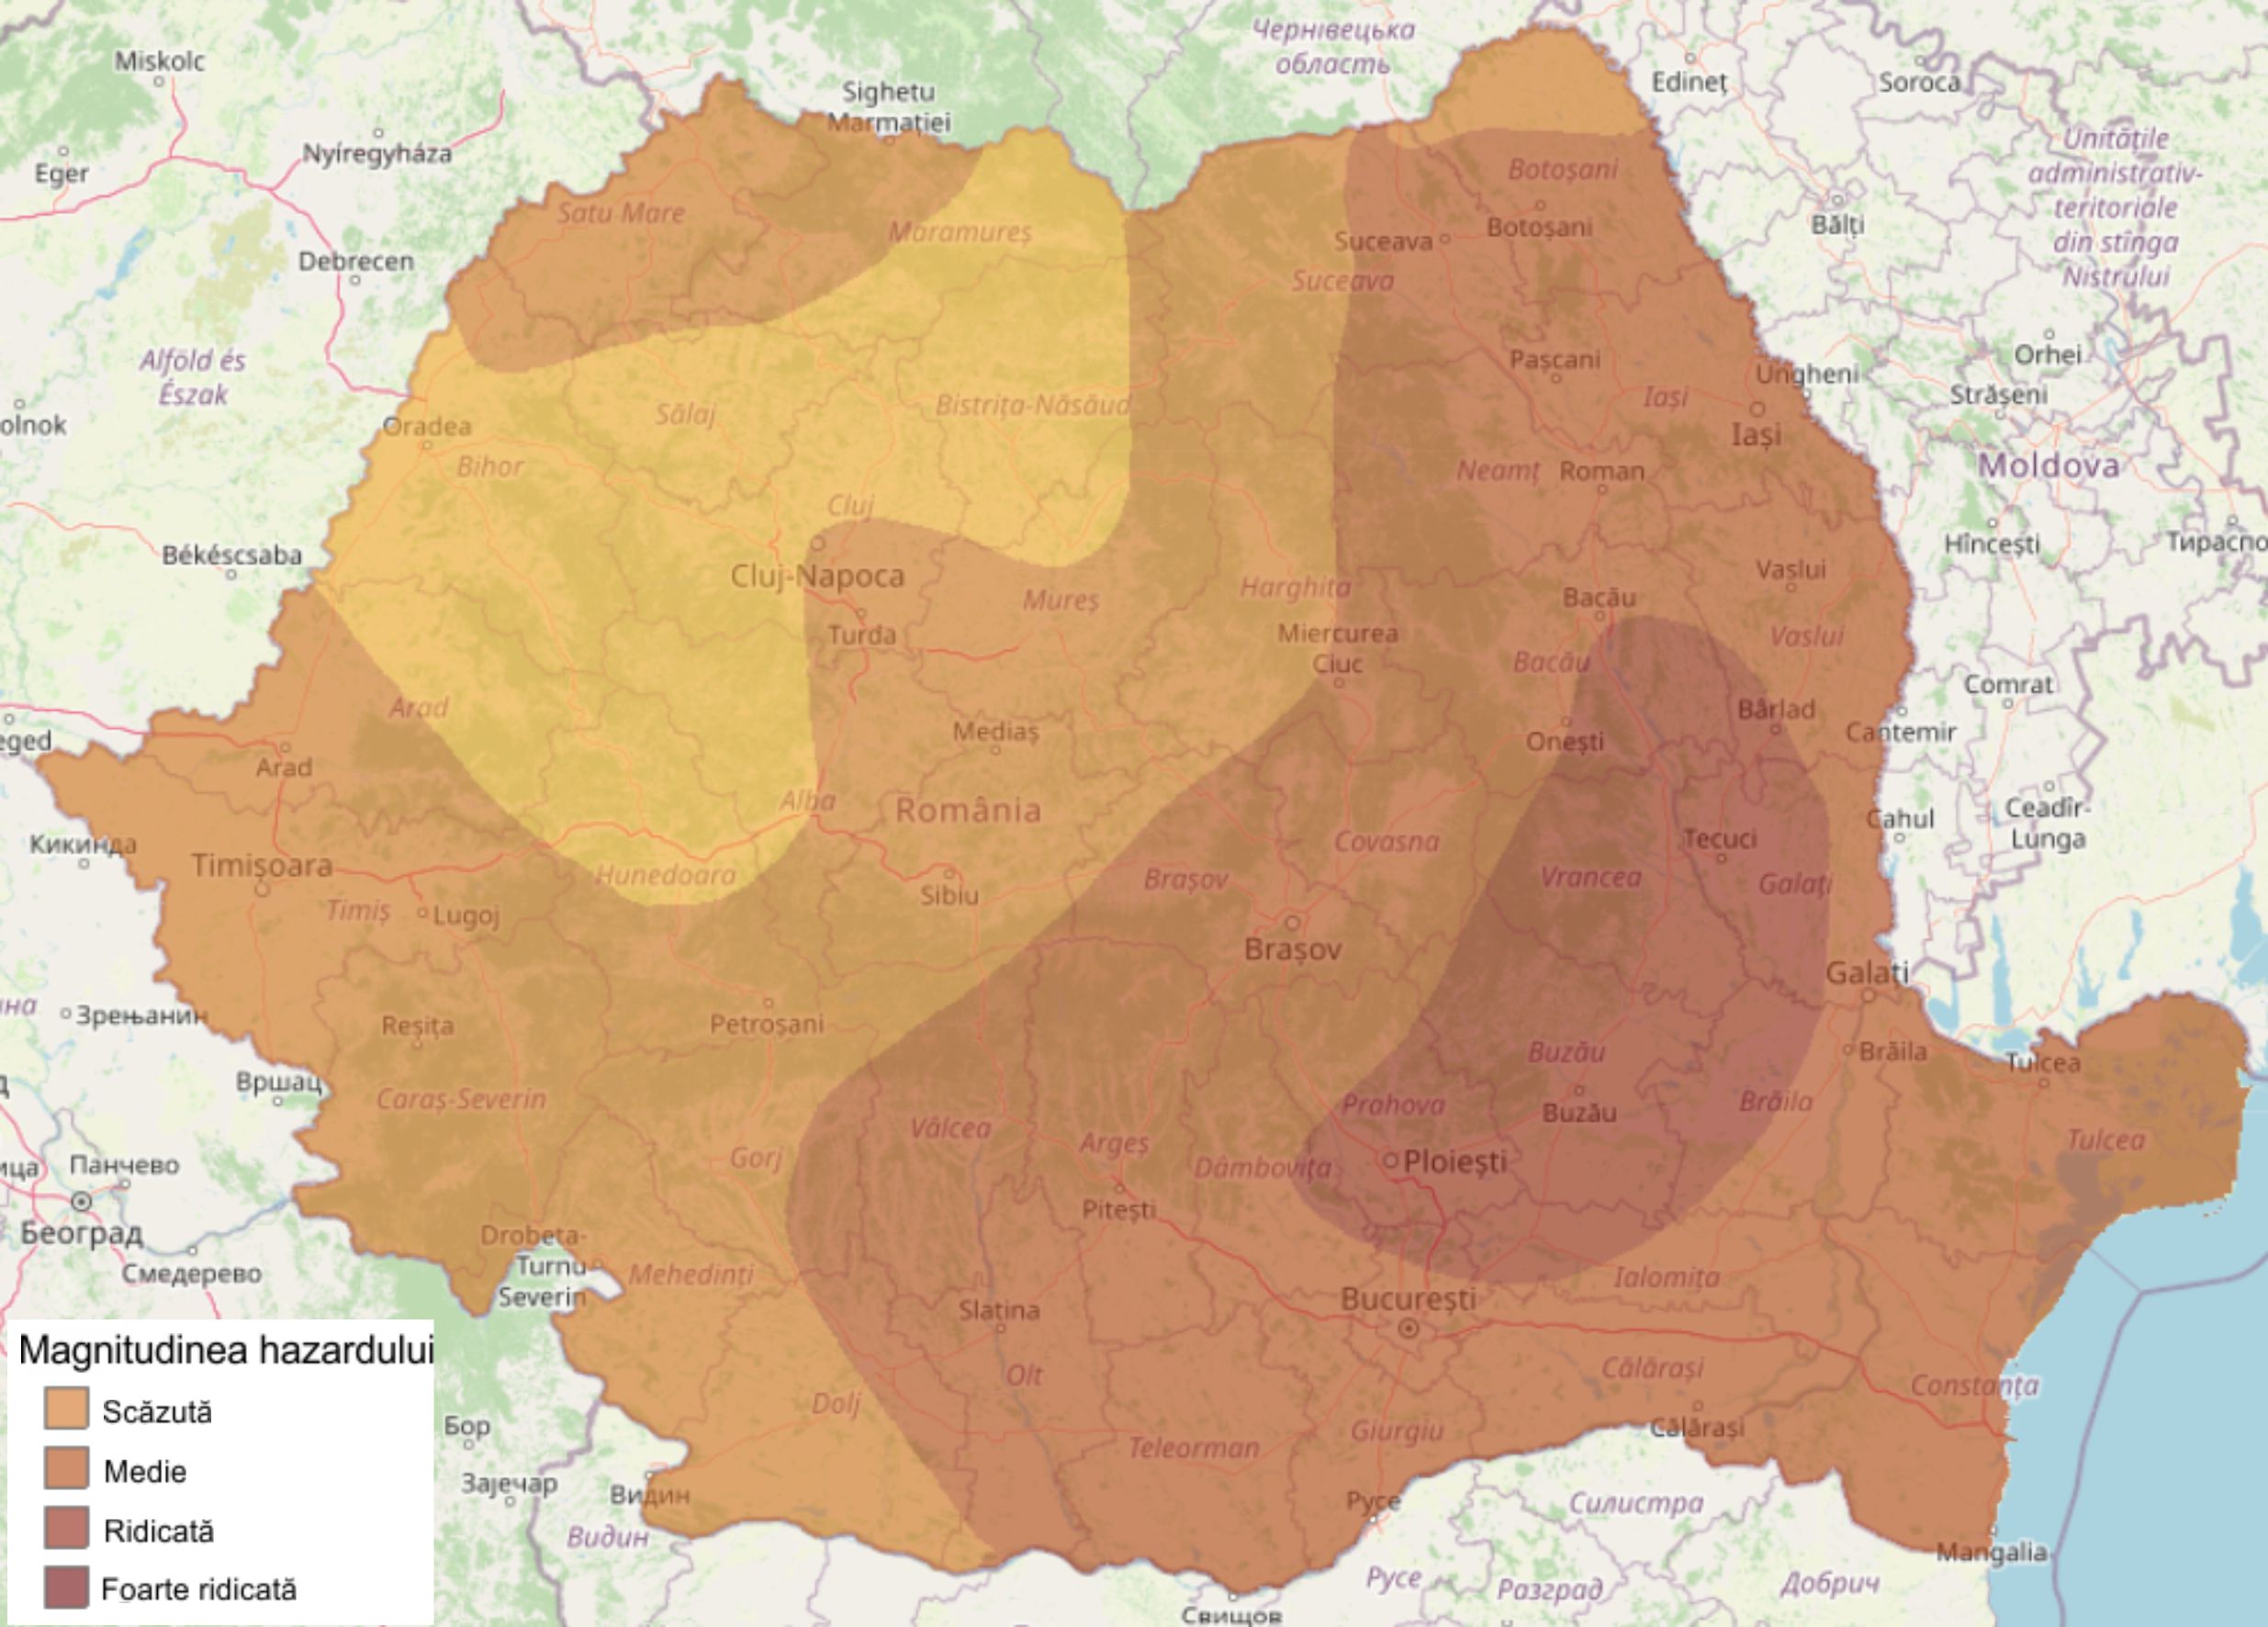 Чернівецька
область
Miskolc
Edineț
Soroca
Sighetu
Marmației
Unitățile
administrativ-
teritoriale
din stînga
Nistrului
Nyíregyháza
Eger
Botoșani
Satu Mare
Maramureș
Botoșani
Bălți
Suceava
Debrecen
Suceava
Alföld és
Észak
Pașcani
Orhei
Ungheni
Strășeni
olnok
Oradea
Sălaj
Bistrița-Năsăud
Iași
Iași
Bihor
Neamț
Roman
Moldova
Cluj
Békéscsaba
Hîncești
Тираспо
Cluj-Napoca
Mureș
Harghita
Vaslui
Bacău
Turda
Miercurea
Ciuc
Vaslui
Bacău
Comrat
Arad
Bârlad
eged
Mediaș
Onești
Cantemir
Arad
Alba
România
Ceadîr-
Lunga
Cahul
Кикинда
Tecuci
Covasna
Timișoara
Hunedoara
Sibiu
Brașov
Vrancea
Galați
Timiș
Lugoj
Brașov
Galați
на
Зрењанин
Reșița
Petroșani
Buzău
Brăila
Tulcea
Вршац
Caraș-Severin
Prahova
Buzău
Brăila
Vâlcea
Argeș
Tulcea
ица
Панчево
Gorj
Dâmbovița
Ploiești
Pitești
Београд
Drobeta-
Turnu
Severin
Смедерево
Mehedinți
Ialomița
București
Slatina
Magnitudinea hazardului
Olt
Călărași
Constanța
Scăzută
Dolj
Бор
Giurgiu
Călărași
Teleorman
Medie
Зајечар
Видин
Русе
Силистра
Ridicată
Видин
Mangalia
Foarte ridicată
Русе
Разград
Добрич
Свищов